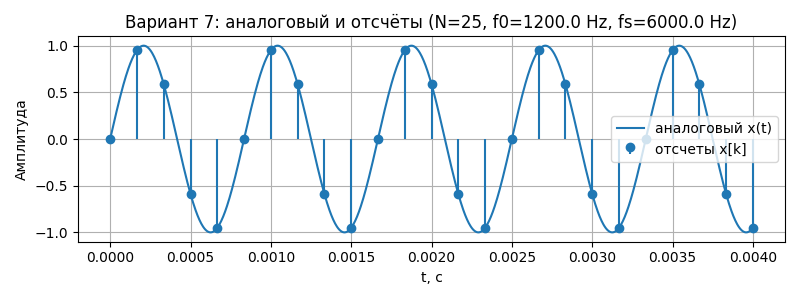 Вариант 7: аналоговый и отсчёты (N=25, f0=1200.0 Hz, fs=6000.0 Hz)
1.0
0.5
0.0
−0.5
−1.0
Амплитуда
аналоговый x(t)
отсчеты x[k]
0.0000 0.0005 0.0010 0.0015 0.0020 0.0025 0.0030 0.0035 0.0040
t, с